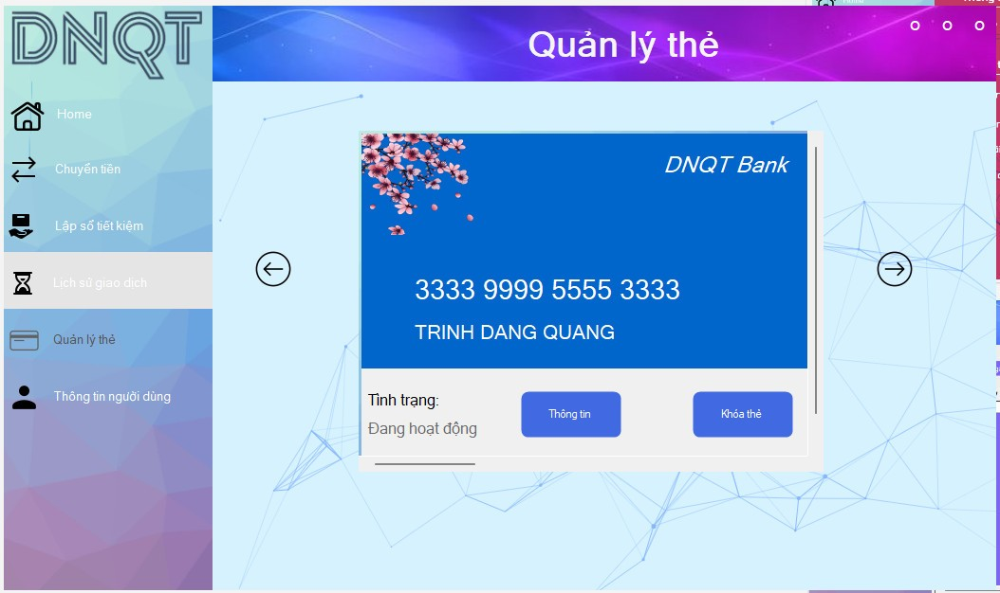 DNQT
Quản lý thẻ
Home
Chuyển tiền
Lập sổ tiết kiệm
Lịch sử giao dịch
Quản lý thẻ
Thông tin người dùng
DNQT Bank
3333 9999 5555 3333
TRINH DANG QUANG
Tình trạng:
Đang hoạt động
Thông tin
Khóa thẻ